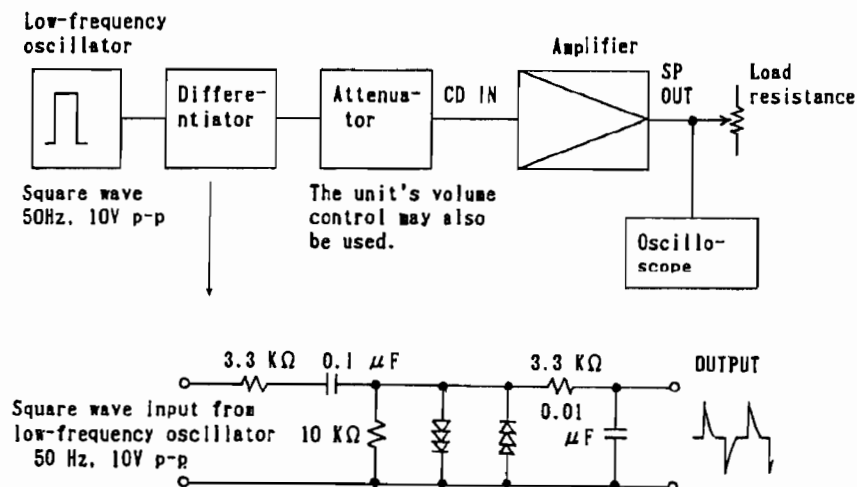 Low-frequency
oscillator
Differe-
ntiator
Attenua-
tor
CD IN
Amplifier
SP
OUT
Load
resistance
Square wave
50Hz, 10V p-p
The unit's volume
control may also
be used.
Oscillo-
scope
3.3 KΩ
0.1 μF
3.3 KΩ
OUTPUT
Square wave input from
low-frequency oscillator
50 Hz, 10V p-p
10 KΩ
0.01
μF